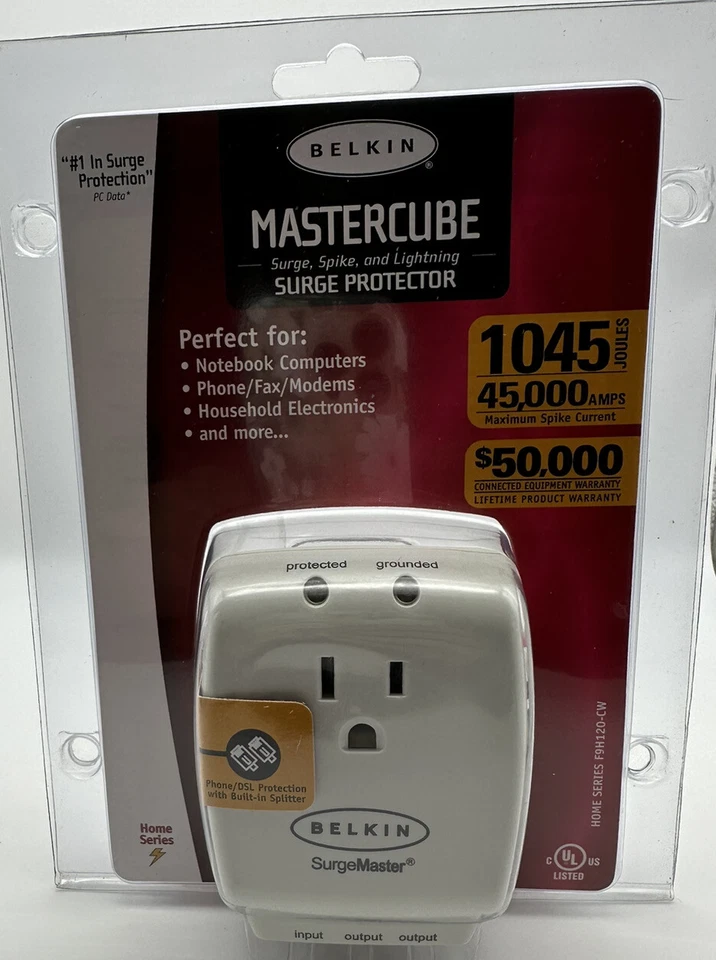 "#1 In Surge
Protection"
PC Data*
BELKIN®
MASTERCUBE
Surge, Spike, and Lightning
SURGE PROTECTOR
Perfect for:
• Notebook Computers
• Phone/Fax/Modems
• Household Electronics
• and more...
1045 JOULES
45,000 AMPS
Maximum Spike Current
$50,000
CONNECTED EQUIPMENT WARRANTY
LIFETIME PRODUCT WARRANTY
protected grounded
Phone/DSL Protection
with Built-in Splitter
BELKIN
SurgeMaster®
Home
Series
HOME SERIES F9H120-CW
C UL US
LISTED
input output output